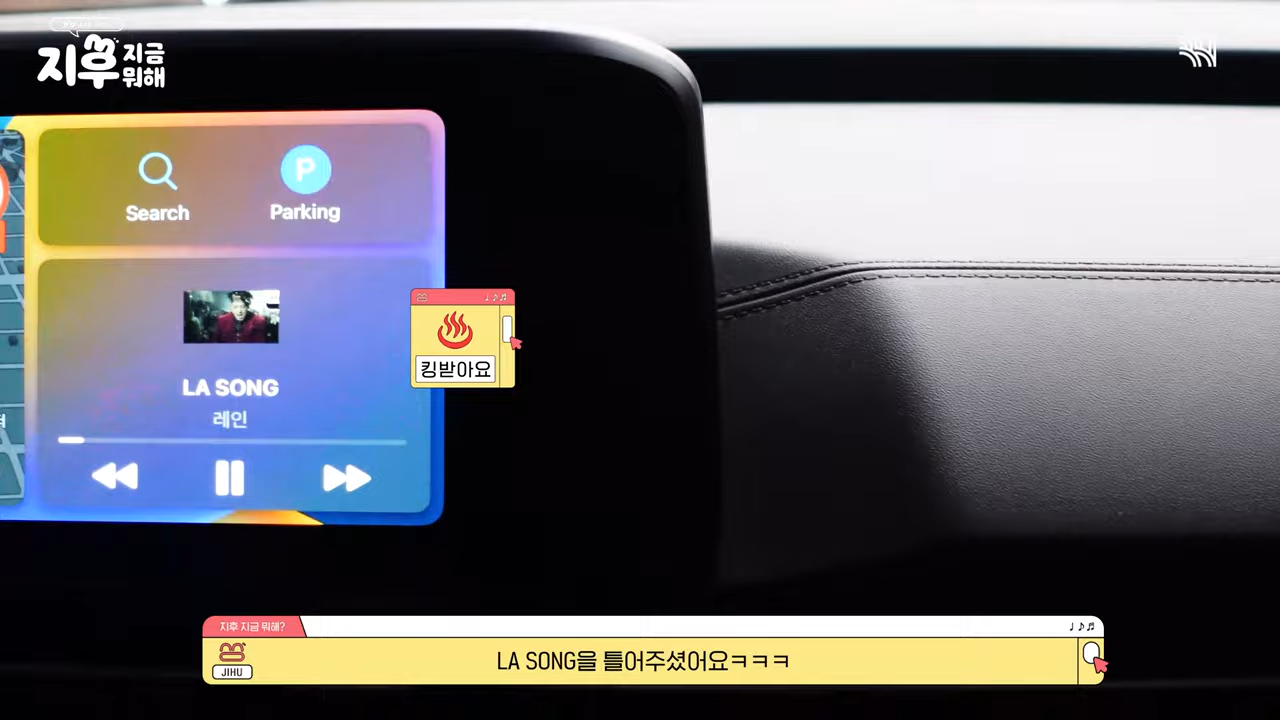 지후 지금
뭐해
Search
Parking
LA SONG
레인
킹받아요
지후 지금 뭐해?
JIHU
LA SONG을 틀어주셨어요ㅋㅋㅋ